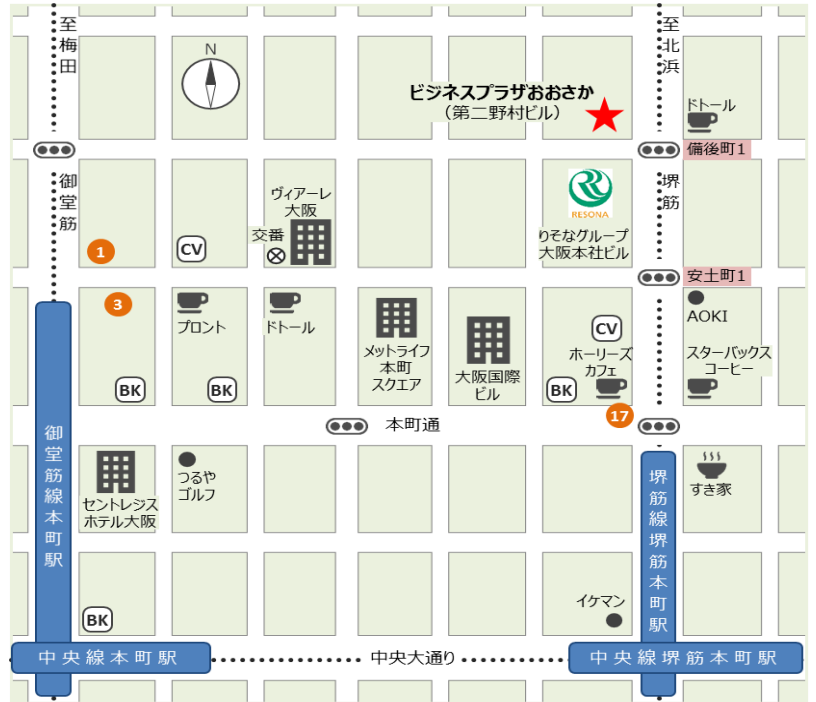 至梅田
N
至北浜
ビジネスプラザおおさか
（第二野村ビル）
ドトール
備後町1
御堂筋
堺筋
ヴィアーレ
大阪
交番
CV
1
RESONA
りそなグループ
大阪本社ビル
安土町1
3
プロント
ドトール
メットライフ
本町
スクエア
大阪国際
ビル
CV
ホーリーズ
カフェ
AOKI
スターバックス
コーヒー
BK
BK
BK
17
本町通
御堂筋線本町駅
セントレジス
ホテル大阪
つるや
ゴルフ
堺筋線堺筋本町駅
すき家
BK
イケマン
中央線本町駅
中央大通り
中央線堺筋本町駅